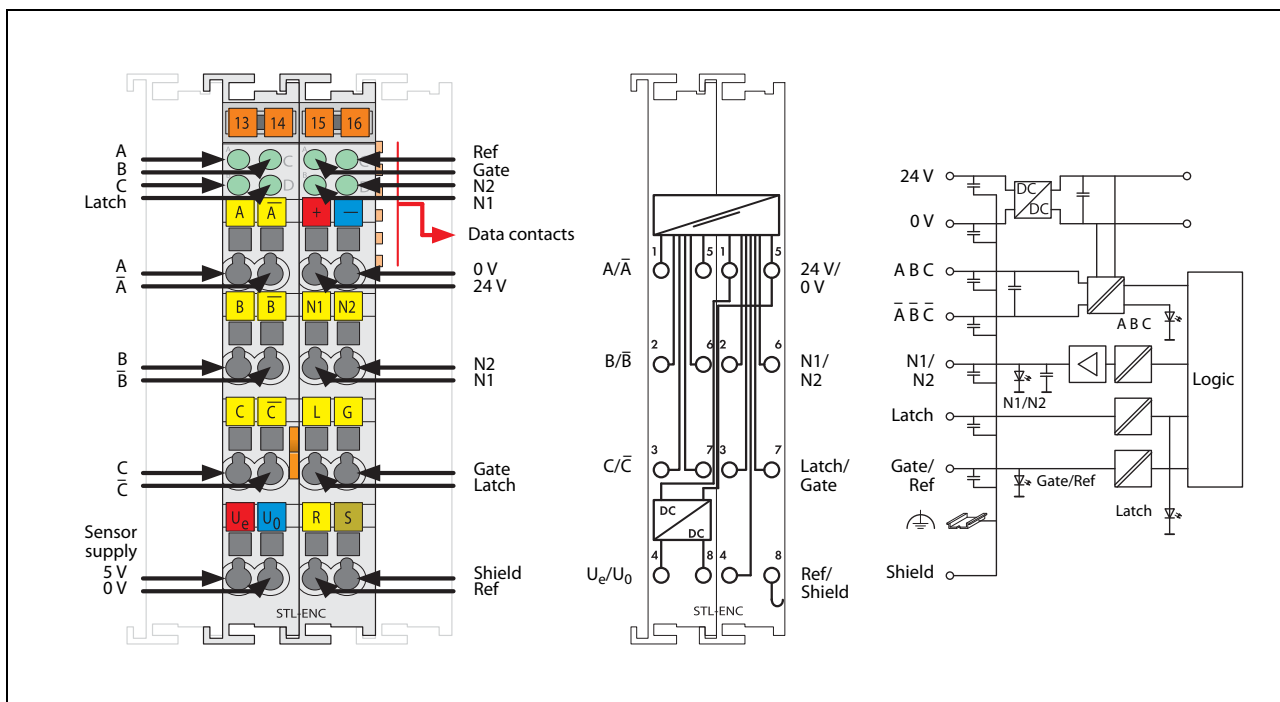 13 14 15 16
A
B
C
Latch
A C A C
B D B D
Ref
Gate
N2
N1
A A̅ + —
Data contacts
A
A̅
0 V
24 V
B B̅ N1 N2
B
B̅
N2
N1
C C̅ L G
C
C̅
Gate
Latch
Ue U0 R S
Sensor
supply
5 V
0 V
Shield
Ref
STL-ENC
1 5 1 5
A/A̅
24 V/
0 V
2 6 2 6
B/B̅
N1/
N2
3 7 3 7
C/C̅
Latch/
Gate
DC
DC
4 8 4 8
Ue/U0
Ref/
Shield
STL-ENC
24 V
DC
DC
0 V
A B C
A̅ B̅ C̅
A B C
N1/
N2
N1/N2
Logic
Latch
Gate/
Ref
Gate/Ref
Latch
Shield